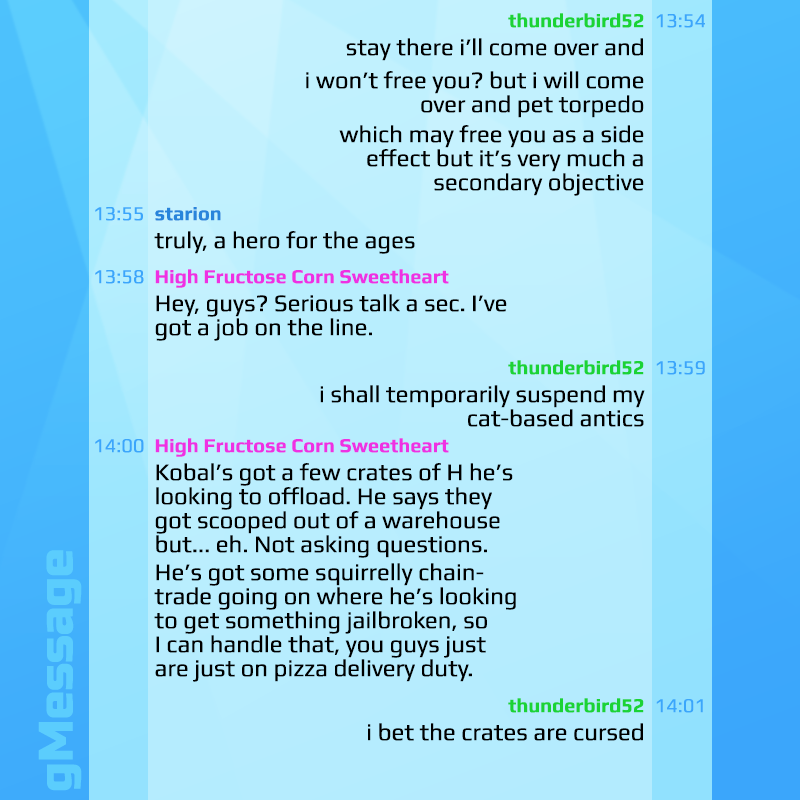 thunderbird52 13:54
stay there i’ll come over and
i won’t free you? but i will come
over and pet torpedo
which may free you as a side
effect but it’s very much a
secondary objective
13:55 starion
truly, a hero for the ages
13:58 High Fructose Corn Sweetheart
Hey, guys? Serious talk a sec. I’ve
got a job on the line.
thunderbird52 13:59
i shall temporarily suspend my
cat-based antics
14:00 High Fructose Corn Sweetheart
Kobal’s got a few crates of H he’s
looking to offload. He says they
got scooped out of a warehouse
but... eh. Not asking questions.
He’s got some squirrelly chain-
trade going on where he’s looking
to get something jailbroken, so
I can handle that, you guys just
are just on pizza delivery duty.
thunderbird52 14:01
i bet the crates are cursed
gMessage